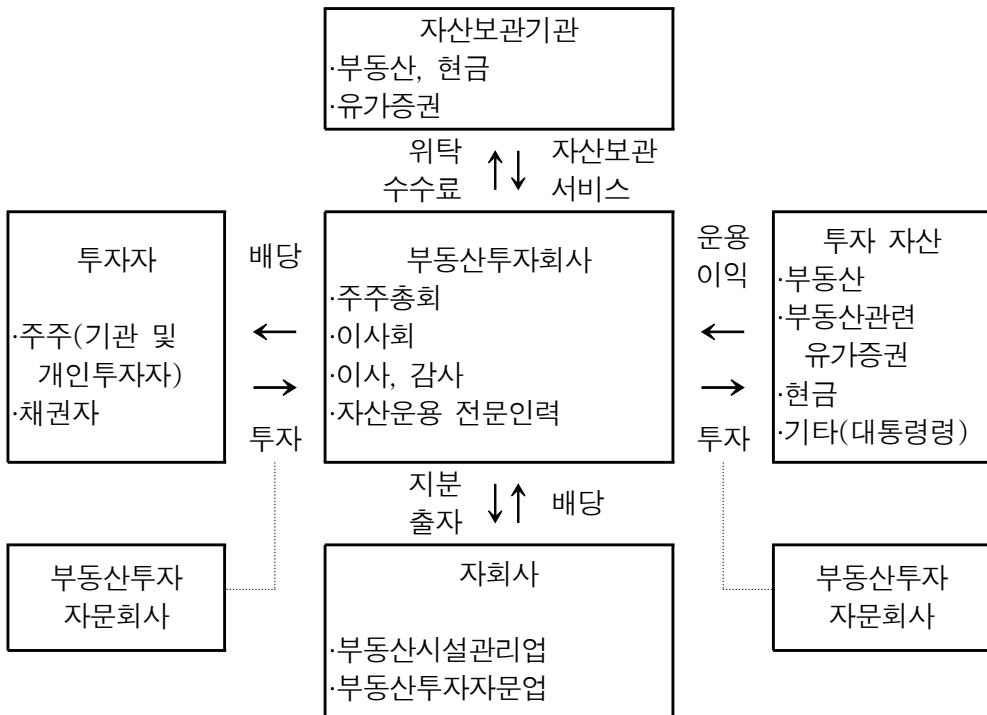 자산보관기관
·부동산, 현금
·유가증권
위탁
수수료
자산보관
서비스
투자자
·주주(기관 및
개인투자자)
·채권자
배당
투자
부동산투자회사
·주주총회
·이사회
·이사, 감사
·자산운용 전문인력
운용
이익
투자
투자 자산
·부동산
·부동산관련
유가증권
·현금
·기타(대통령령)
지분
출자
배당
부동산투자
자문회사
자회사
·부동산시설관리업
·부동산투자자문업
부동산투자
자문회사